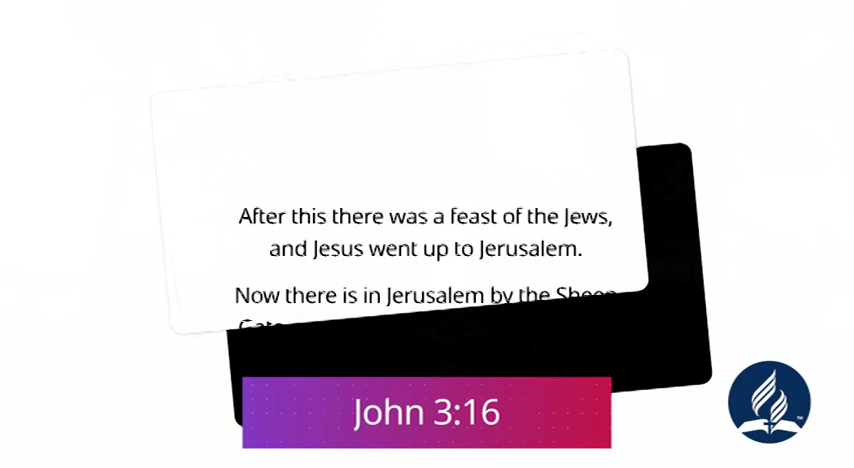 After this there was a feast of the Jews,
and Jesus went up to Jerusalem.
Now there is in Jerusalem by the Sheep
John 3:16